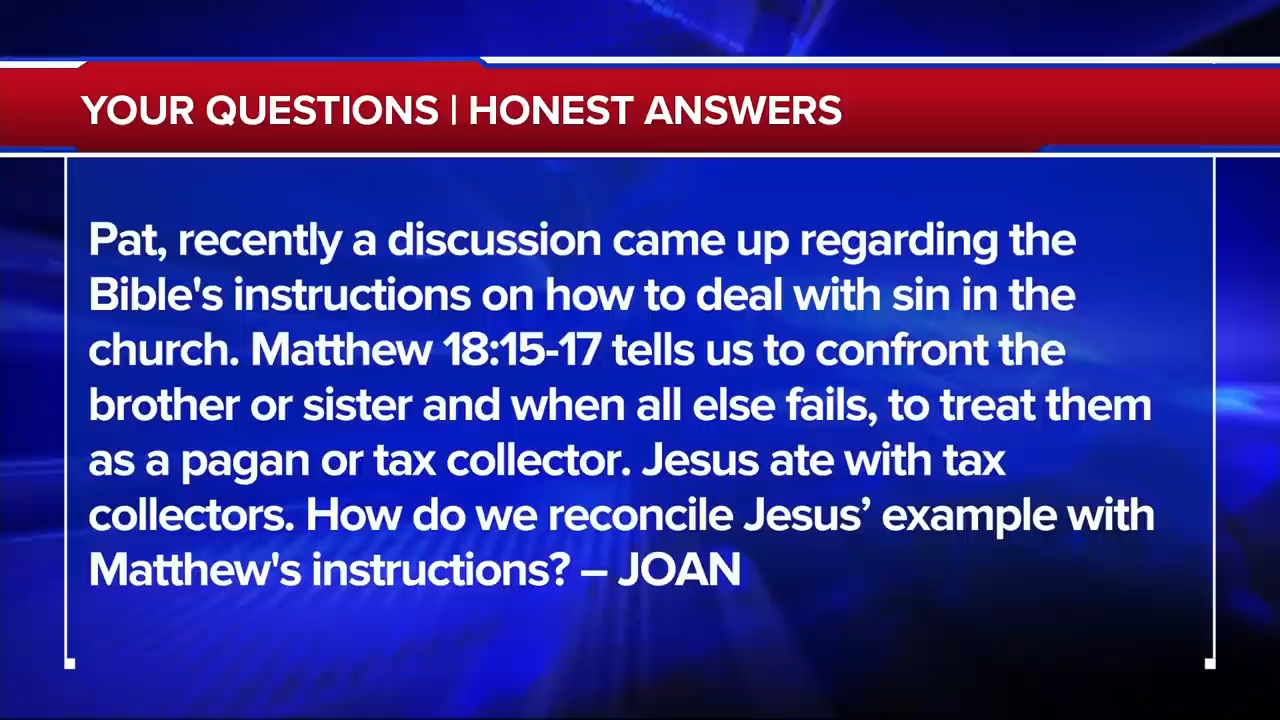 YOUR QUESTIONS | HONEST ANSWERS
Pat, recently a discussion came up regarding the
Bible's instructions on how to deal with sin in the
church. Matthew 18:15-17 tells us to confront the
brother or sister and when all else fails, to treat them
as a pagan or tax collector. Jesus ate with tax
collectors. How do we reconcile Jesus’ example with
Matthew's instructions? – JOAN